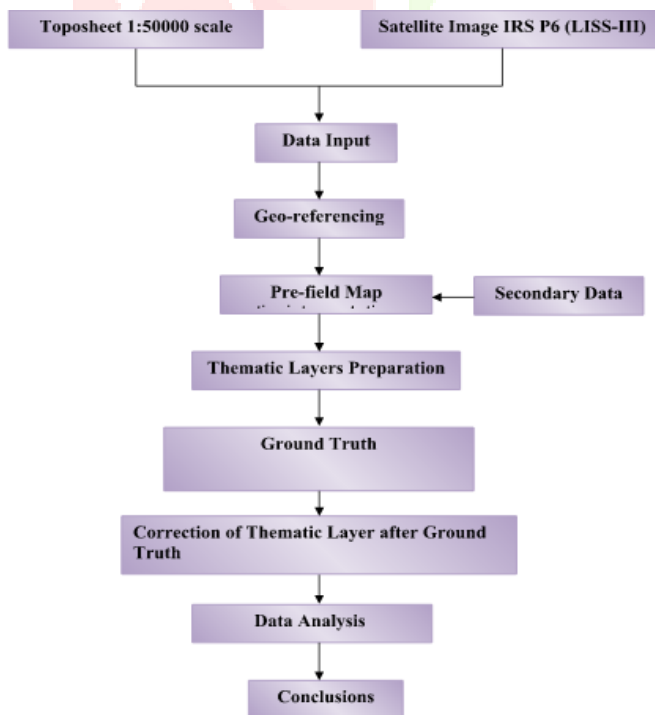 Toposheet 1:50000 scale
Satellite Image IRS P6 (LISS-III)
Data Input
Geo-referencing
Pre-field Map
Secondary Data
Thematic Layers Preparation
Ground Truth
Correction of Thematic Layer after Ground
Truth
Data Analysis
Conclusions